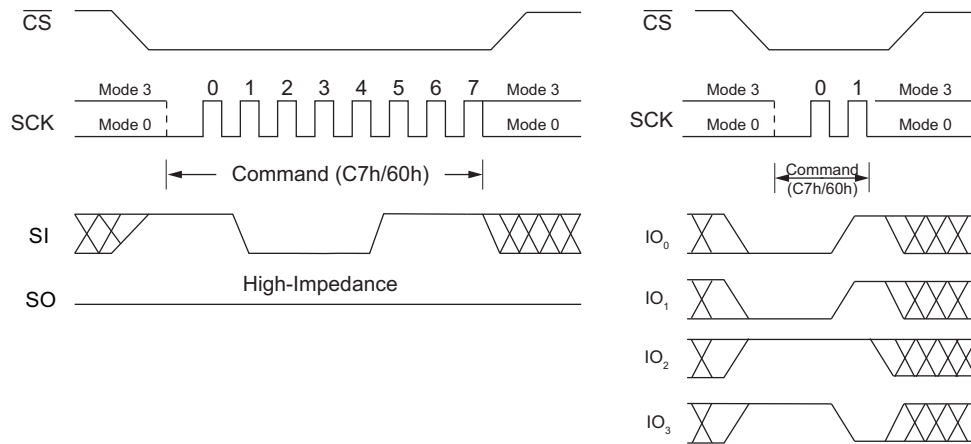 CS
SCK
Mode 3
Mode 0
0 1 2 3 4 5 6 7
Mode 3
Mode 0
Command (C7h/60h)
SI
High-Impedance
SO
CS
SCK
Mode 3
Mode 0
0 1
Mode 3
Mode 0
Command
(C7h/60h)
IO0
IO1
IO2
IO3